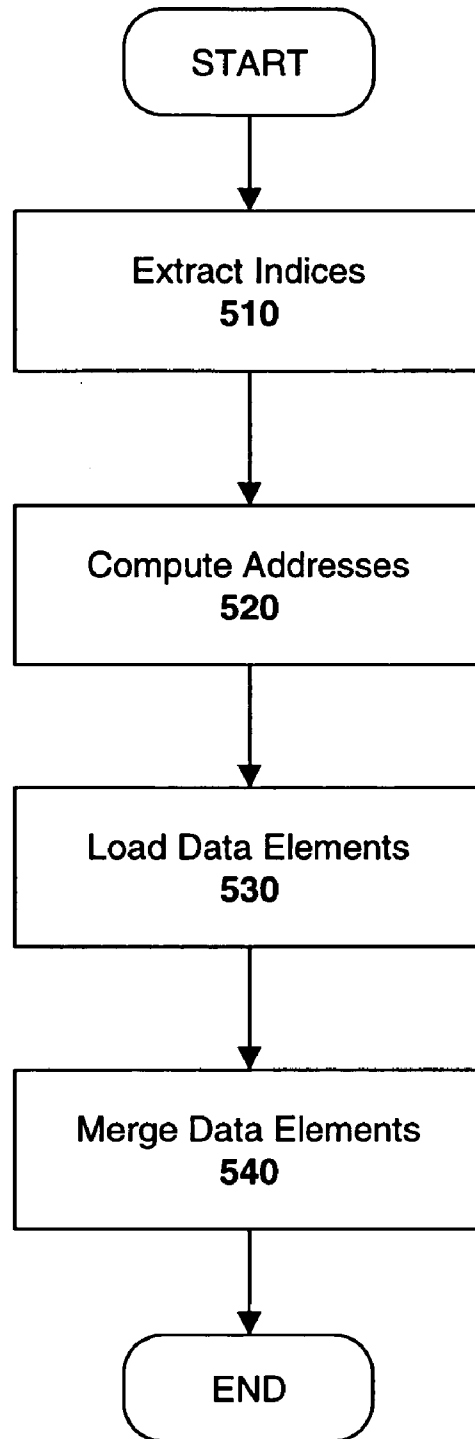 START
Extract Indices
510
Compute Addresses
520
Load Data Elements
530
Merge Data Elements
540
END